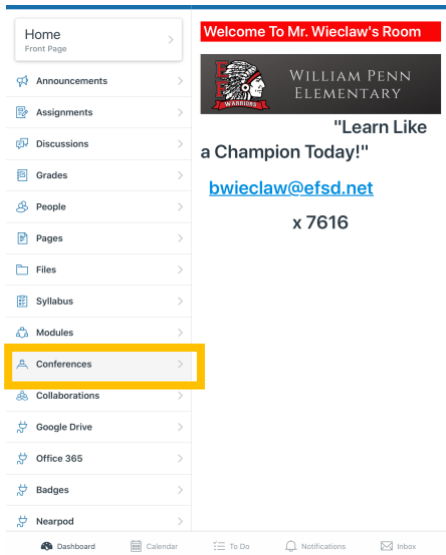 Home
Front Page
Announcements
Assignments
Discussions
Grades
People
Pages
Files
Syllabus
Modules
Conferences
Collaborations
Google Drive
Office 365
Badges
Nearpod
Welcome To Mr. Wieclaw's Room
WARRIORS
William Penn
Elementary
"Learn Like
a Champion Today!"
bwieclaw@efsd.net
x 7616
Dashboard
Calendar
To Do
Notifications
Inbox